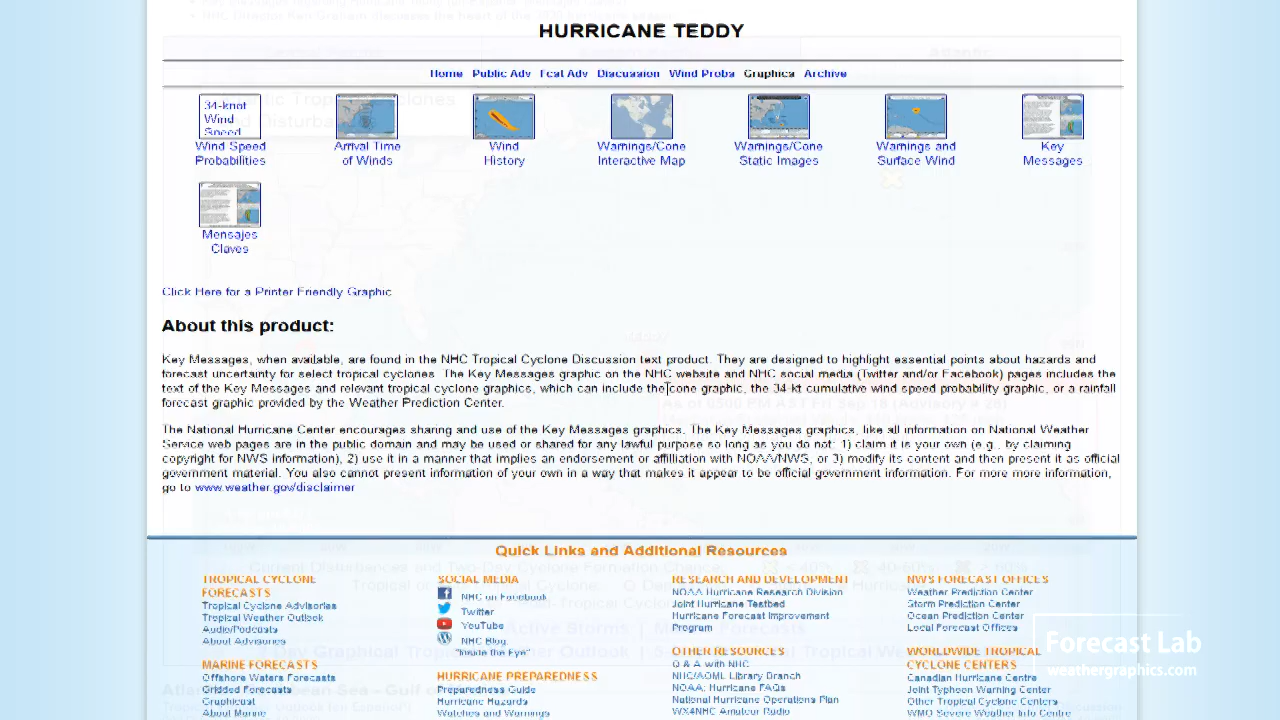 HURRICANE TEDDY
Home Public Adv Fcst Adv Discussion Wind Probs Graphics Archive
34-knot
Wind
Speed
Wind Speed
Probabilities
Arrival Time
of Winds
Wind
History
Warnings/Cone
Interactive Map
Warnings/Cone
Static Images
Warnings and
Surface Wind
Key
Messages
Mensajes
Claves
Click Here for a Printer Friendly Graphic
About this product:
Key Messages, when available, are found in the NHC Tropical Cyclone Discussion text product. They are designed to highlight essential points about hazards and
forecast uncertainty for select tropical cyclones. The Key Messages graphic on the NHC website and NHC social media (Twitter and/or Facebook) pages includes the
text of the Key Messages and relevant tropical cyclone graphics, which can include the cone graphic, the 34-kt cumulative wind speed probability graphic, or a rainfall
forecast graphic provided by the Weather Prediction Center.
The National Hurricane Center encourages sharing and use of the Key Messages graphics. The Key Messages graphics, like all information on National Weather
Service web pages are in the public domain and may be used or shared for any lawful purpose so long as you do not: 1) claim it is your own (e.g., by claiming
copyright for NWS information), 2) use it in a manner that implies an endorsement or affilliation with NOAA/NWS, or 3) modify its content and then present it as official
government material. You also cannot present information of your own in a way that makes it appear to be official government information. For more more information,
go to www.weather.gov/disclaimer
Quick Links and Additional Resources
TROPICAL CYCLONE
FORECASTS
Tropical Cyclone Advisories
Tropical Weather Outlook
Audio/Podcasts
About Advisories
MARINE FORECASTS
Offshore Waters Forecasts
Gridded Forecasts
Graphicast
About Marine
SOCIAL MEDIA
NHC on Facebook
Twitter
YouTube
NHC Blog:
"Inside the Eye"
HURRICANE PREPAREDNESS
Preparedness Guide
Hurricane Hazards
Watches and Warnings
RESEARCH AND DEVELOPMENT
NOAA Hurricane Research Division
Joint Hurricane Testbed
Hurricane Forecast Improvement
Program
OTHER RESOURCES
Q & A with NHC
NHC/AOML Library Branch
NOAA: Hurricane FAQs
National Hurricane Operations Plan
WX4NHC Amateur Radio
NWS FORECAST OFFICES
Weather Prediction Center
Storm Prediction Center
Ocean Prediction Center
Local Forecast Offices
WORLDWIDE TROPICAL
CYCLONE CENTERS
Canadian Hurricane Centre
Joint Typhoon Warning Center
Other Tropical Cyclone Centers
WMO Severe Weather Info Centre
Forecast Lab
weathergraphics.com